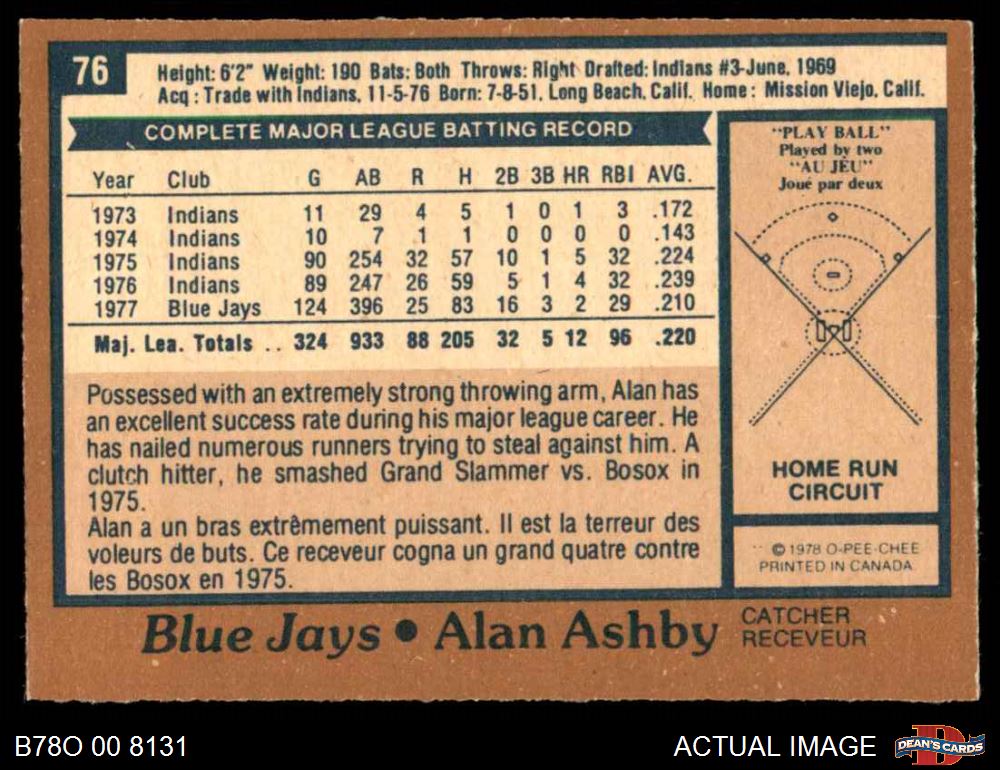 76
Height: 6'2" Weight: 190 Bats: Both Throws: Right Drafted: Indians #3-June, 1969
Acq : Trade with Indians, 11-5-76 Born: 7-8-51, Long Beach, Calif. Home : Mission Viejo, Calif.
COMPLETE MAJOR LEAGUE BATTING RECORD
Year Club G AB R H 2B 3B HR RBI AVG.
1973 Indians 11 29 4 5 1 0 1 3 .172
1974 Indians 10 7 1 1 0 0 0 0 .143
1975 Indians 90 254 32 57 10 1 5 32 .224
1976 Indians 89 247 26 59 5 1 4 32 .239
1977 Blue Jays 124 396 25 83 16 3 2 29 .210
Maj. Lea. Totals .. 324 933 88 205 32 5 12 96 .220
Possessed with an extremely strong throwing arm, Alan has
an excellent success rate during his major league career. He
has nailed numerous runners trying to steal against him. A
clutch hitter, he smashed Grand Slammer vs. Bosox in
1975.
Alan a un bras extrêmement puissant. Il est la terreur des
voleurs de buts. Ce receveur cogna un grand quatre contre
les Bosox en 1975.
"PLAY BALL"
Played by two
"AU JÈU"
Joué par deux
HOME RUN
CIRCUIT
© 1978 O-PEE-CHEE
PRINTED IN CANADA
Blue Jays • Alan Ashby
CATCHER
RECEVEUR
B78O 00 8131
ACTUAL IMAGE
D
DEAN'S CARDS